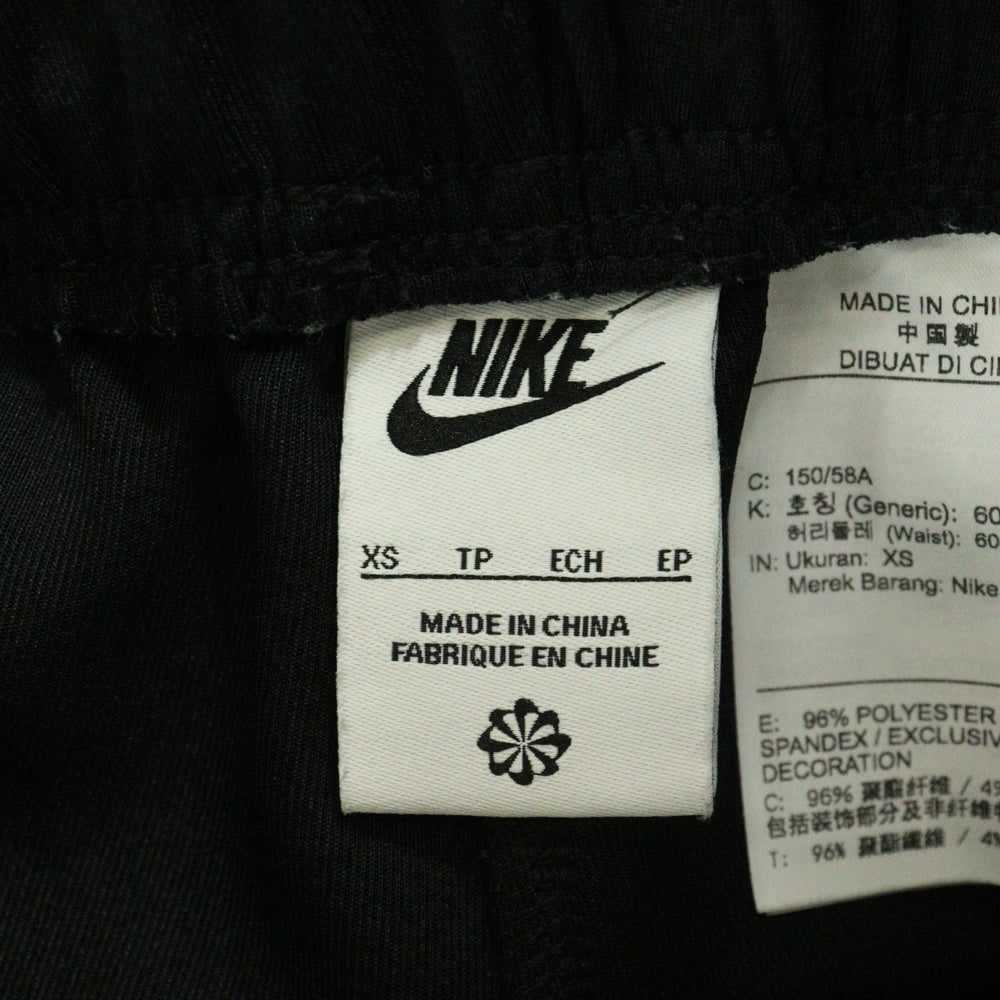 NIKE
XS TP ECH EP
MADE IN CHINA
FABRIQUE EN CHINE
MADE IN CHI
中国製
DIBUAT DI CI
C: 150/58A
K: 호칭 (Generic): 60
허리둘레 (Waist): 60
IN: Ukuran: XS
Merek Barang: Nike
E: 96% POLYESTER
SPANDEX / EXCLUSIV
DECORATION
C: 96% 聚酯纤维 / 4%
包括装饰部分及非纤维
T: 96% 聚酯纖維 / 4%